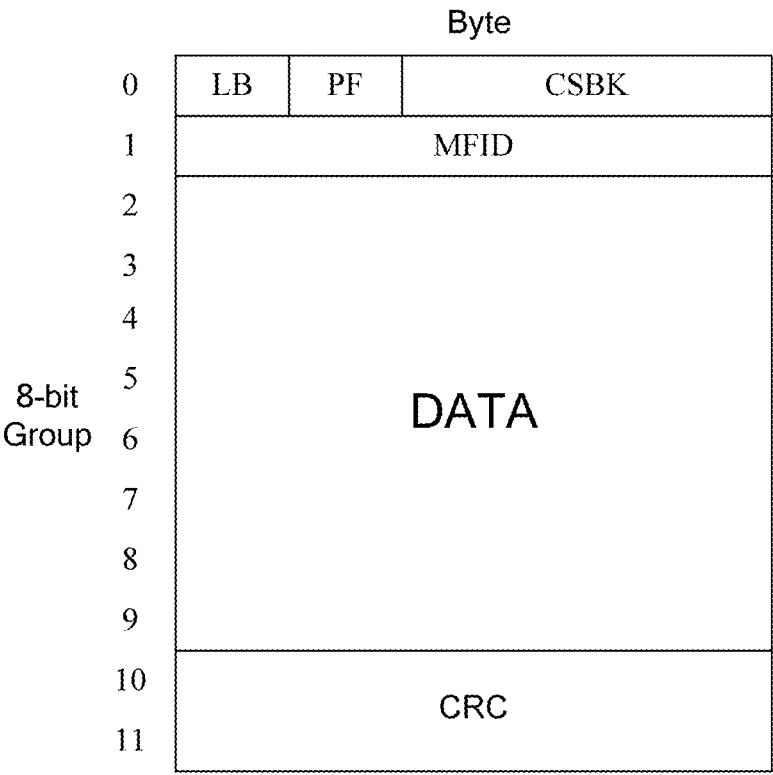 Byte
0 LB PF CSBK
1 MFID
2
3
4
5
8-bit
Group
DATA
6
7
8
9
10
CRC
11